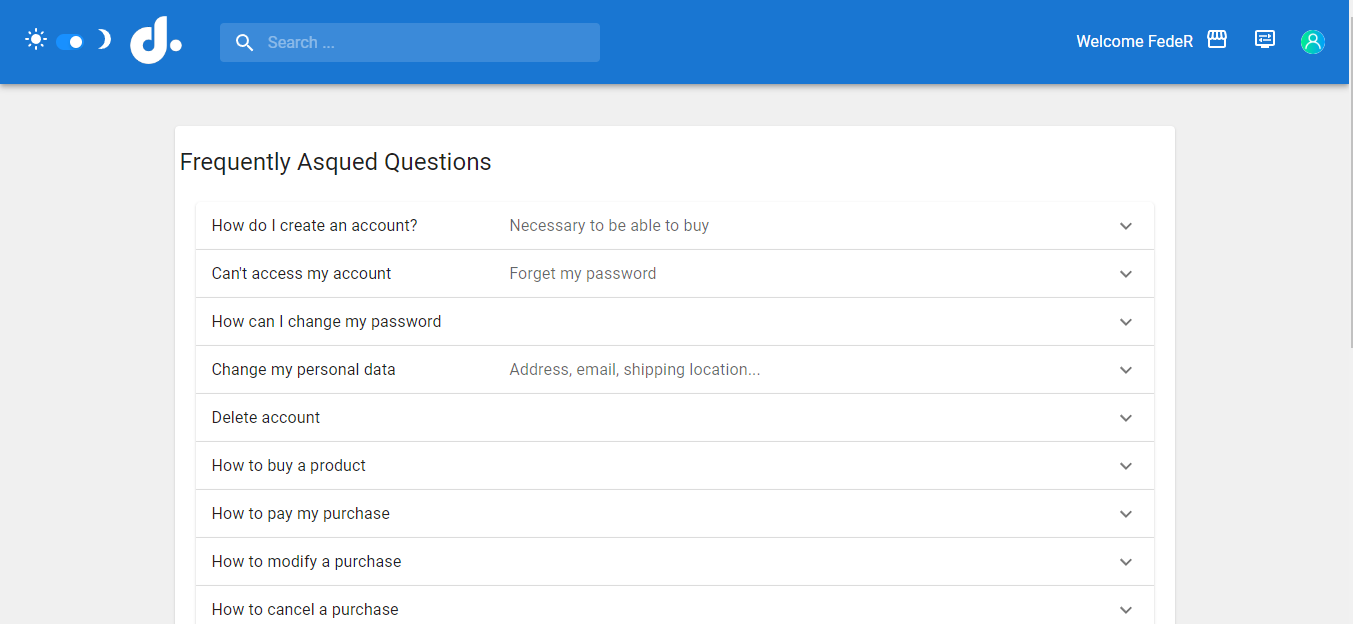 d.
Search ...
Welcome FedeR
Frequently Asqued Questions
How do I create an account? Necessary to be able to buy
Can't access my account Forget my password
How can I change my password
Change my personal data Address, email, shipping location...
Delete account
How to buy a product
How to pay my purchase
How to modify a purchase
How to cancel a purchase